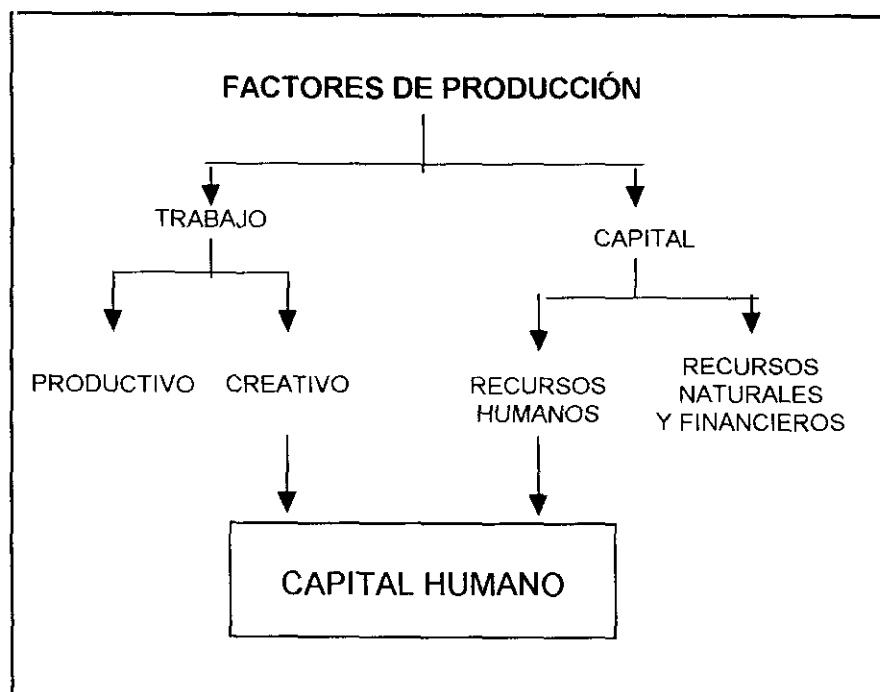 FACTORES DE PRODUCCIÓN
TRABAJO
CAPITAL
PRODUCTIVO
CREATIVO
RECURSOS
HUMANOS
RECURSOS
NATURALES
Y FINANCIEROS
CAPITAL HUMANO